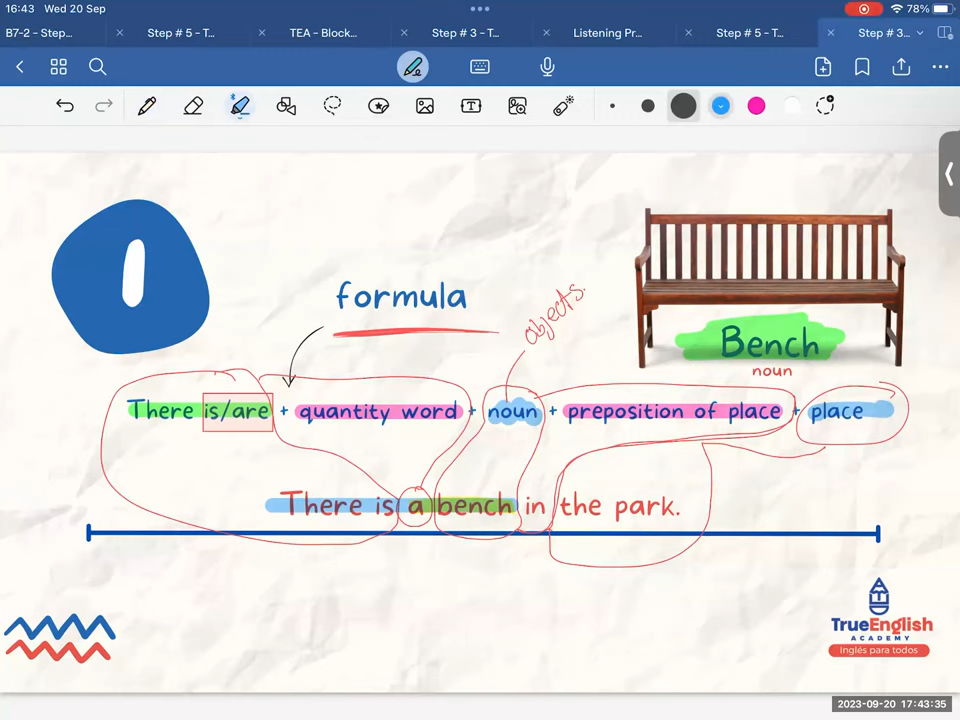 16:43 Wed 20 Sep
78%
B7-2 - Step...
Step # 5 - T...
TEA - Block...
Step # 3 - T...
Listening Pr...
Step # 5 - T...
Step # 3...
1
formula
objects.
Bench
noun
There is/are + quantity word + noun + preposition of place + place
There is a bench in the park.
TrueEnglish
ACADEMY
Inglés para todos
2023-09-20 17:43:35